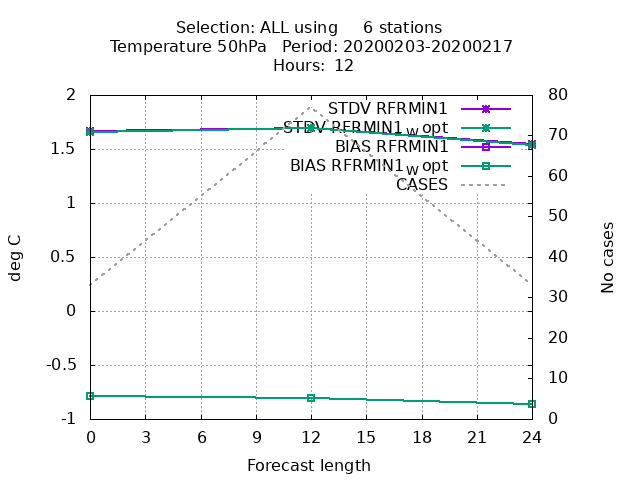 Selection: ALL using 6 stations
Temperature 50hPa Period: 20200203-20200217
Hours: 12
STDV RFRMIN1
STDV RFRMIN1_w opt
BIAS RFRMIN1
BIAS RFRMIN1_w opt
CASES
2
1.5
1
0.5
0
-0.5
-1
80
70
60
50
40
30
20
10
0
deg C
No cases
0 3 6 9 12 15 18 21 24
Forecast length